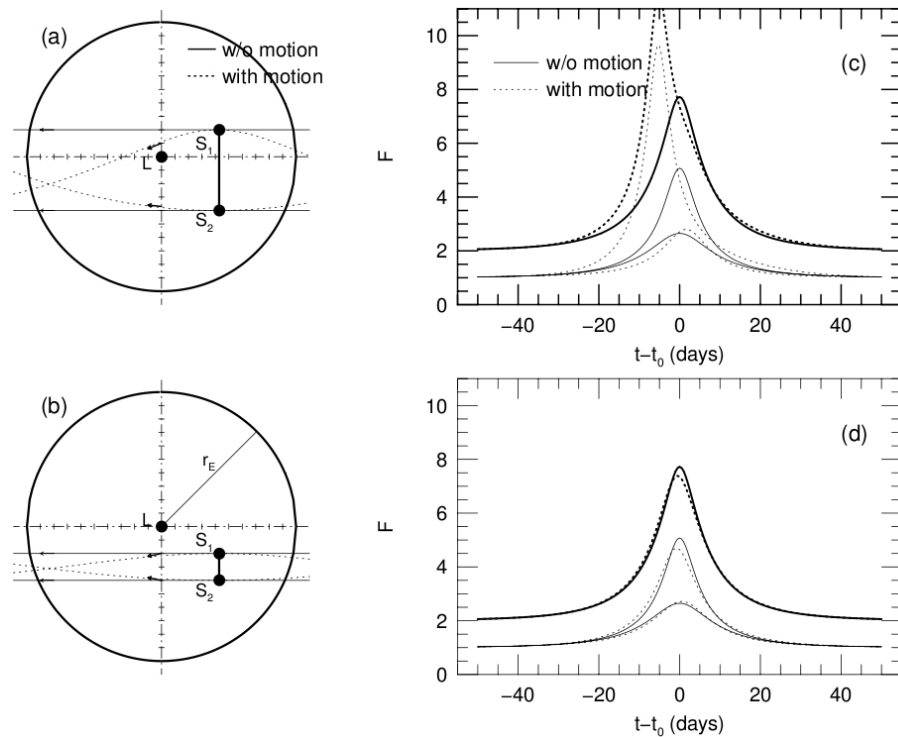 (a)
w/o motion
with motion
S1
L
S2
(c)
w/o motion
with motion
F
10
8
6
4
2
0
−40 −20 0 20 40
t−t0 (days)
(b)
rE
L
S1
S2
(d)
F
10
8
6
4
2
0
−40 −20 0 20 40
t−t0 (days)